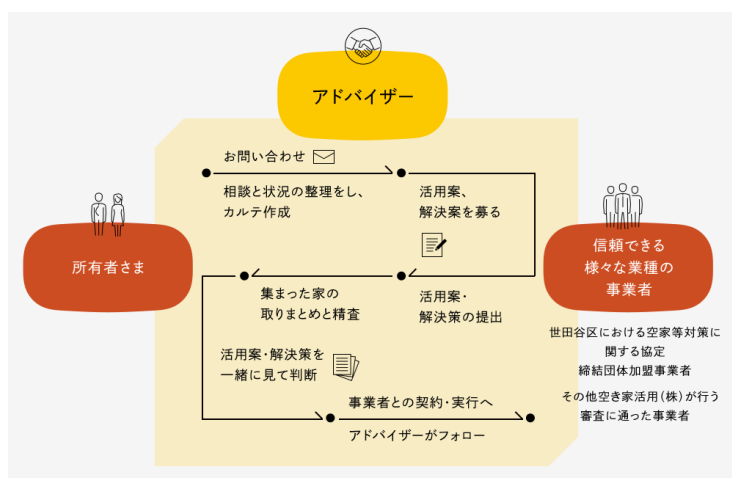 アドバイザー
お問い合わせ
相談と状況の整理をし、
カルテ作成
活用案、
解決案を募る
所有者さま
信頼できる
様々な業種の
事業者
集まった家の
取りまとめと精査
活用案・
解決策の提出
世田谷区における空家等対策に
関する協定
締結団体加盟事業者
その他空き家活用(株)が行う
審査に通った事業者
活用案・解決策を
一緒に見て判断
事業者との契約・実行へ
アドバイザーがフォロー